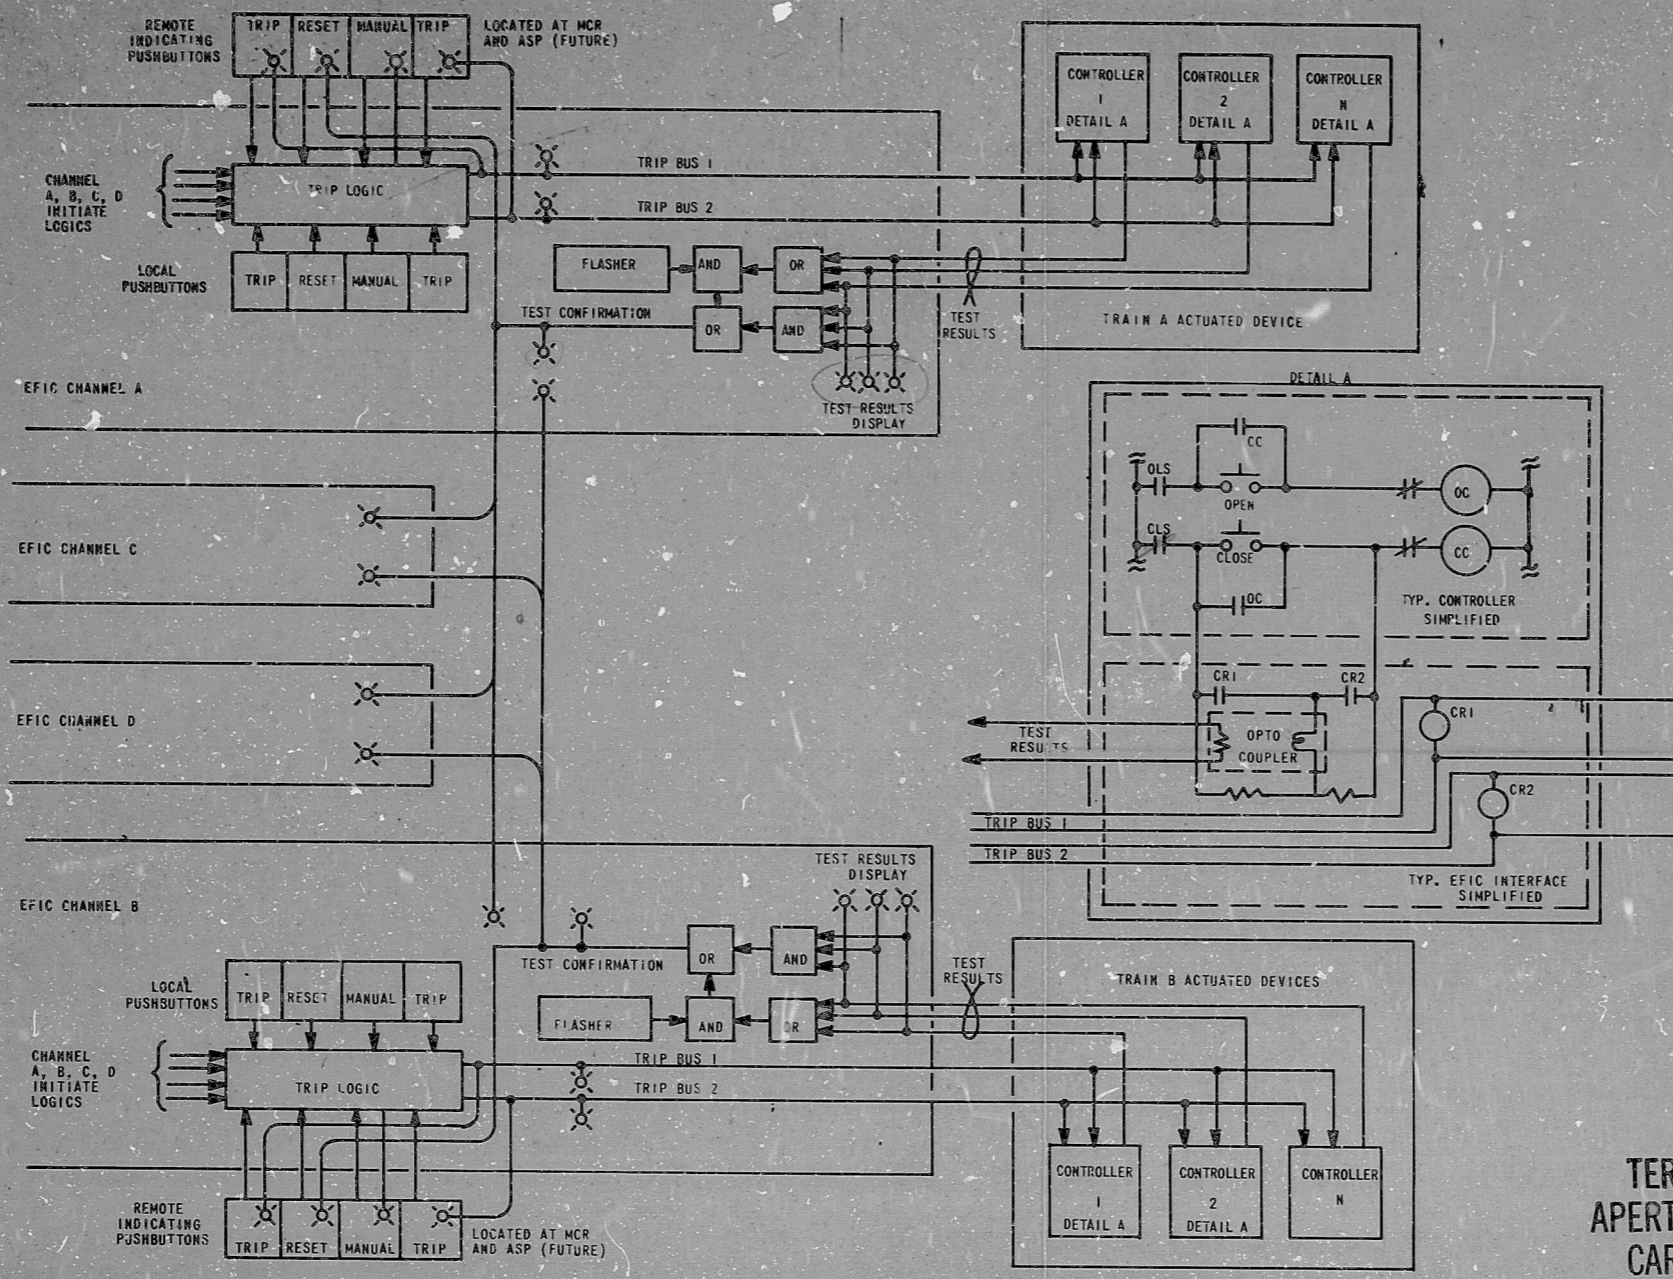 REMOTE
INDICATING
PUSHBUTTONS
TRIP RESET MANUAL TRIP
LOCATED AT MCR
AND ASP (FUTURE)
CHANNEL
A, B, C, D
INITIATE
LOGICS
TRIP LOGIC
TRIP BUS 1
TRIP BUS 2
LOCAL
PUSHBUTTONS
TRIP RESET MANUAL TRIP
FLASHER
AND
OR
TEST CONFIRMATION
OR
AND
TEST
RESULTS
TEST RESULTS
DISPLAY
EFIC CHANNEL A
CONTROLLER
1
DETAIL A
CONTROLLER
2
DETAIL A
CONTROLLER
N
DETAIL A
TRAIN A ACTUATED DEVICE
DETAIL A
CC
OLS
OPEN
OC
CLS
CLOSE
CC
OC
TYP. CONTROLLER
SIMPLIFIED
CR1
CR2
CR1
TEST
RESULTS
OPTO
COUPLER
CR2
TRIP BUS 1
TRIP BUS 2
TYP. EFIC INTERFACE
SIMPLIFIED
EFIC CHANNEL C
EFIC CHANNEL D
EFIC CHANNEL B
TEST RESULTS
DISPLAY
OR
AND
TEST CONFIRMATION
TEST
RESULTS
LOCAL
PUSHBUTTONS
TRIP RESET MANUAL TRIP
FLASHER
AND
OR
CHANNEL
A, B, C, D
INITIATE
LOGICS
TRIP LOGIC
TRIP BUS 1
TRIP BUS 2
REMOTE
INDICATING
PUSHBUTTONS
TRIP RESET MANUAL TRIP
LOCATED AT MCR
AND ASP (FUTURE)
TRAIN B ACTUATED DEVICES
CONTROLLER
1
DETAIL A
CONTROLLER
2
DETAIL A
CONTROLLER
N
TER
APERT
CAR